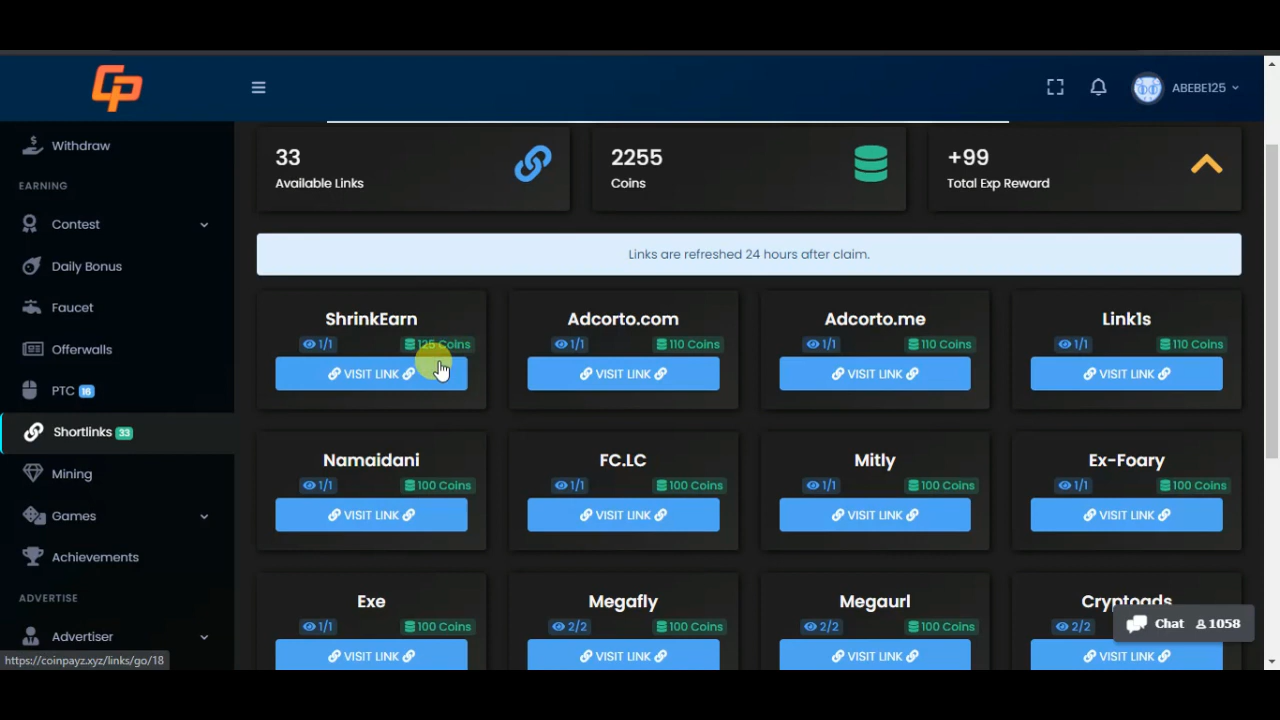 CP
ABEBE125
Withdraw
EARNING
Contest
Daily Bonus
Faucet
Offerwalls
PTC 16
Shortlinks 33
Mining
Games
Achievements
ADVERTISE
Advertiser
https://coinpayz.xyz/links/go/18
33
Available Links
2255
Coins
+99
Total Exp Reward
Links are refreshed 24 hours after claim.
ShrinkEarn
1/1 125 Coins
VISIT LINK
Adcorto.com
1/1 110 Coins
VISIT LINK
Adcorto.me
1/1 110 Coins
VISIT LINK
Link1s
1/1 110 Coins
VISIT LINK
Namaidani
1/1 100 Coins
VISIT LINK
FC.LC
1/1 100 Coins
VISIT LINK
Mitly
1/1 100 Coins
VISIT LINK
Ex-Foary
1/1 100 Coins
VISIT LINK
Exe
1/1 100 Coins
VISIT LINK
Megafly
2/2 100 Coins
VISIT LINK
Megaurl
2/2 100 Coins
VISIT LINK
Cryptoads
2/2 100 Coins
VISIT LINK
Chat 1058